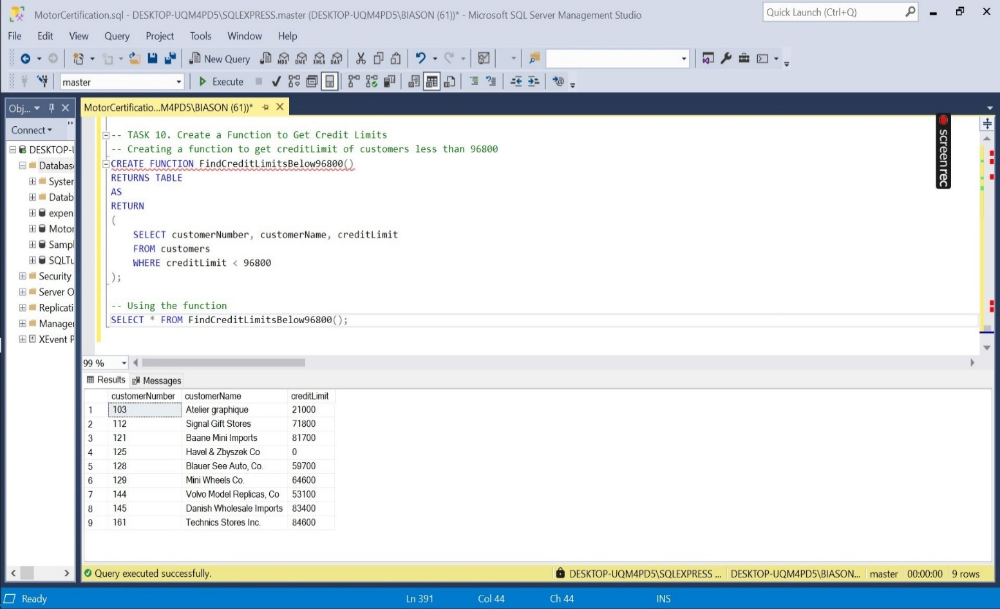 MotorCertification.sql - DESKTOP-UQM4PD5\SQLEXPRESS.master (DESKTOP-UQM4PD5\BIASON (61))* - Microsoft SQL Server Management Studio
Quick Launch (Ctrl+Q)
File Edit View Query Project Tools Window Help
New Query MDX DMX XMLA DAX
master Execute
Obj...
MotorCertificatio...M4PD5\BIASON (61))*
Connect
DESKTOP-U
Databas
System
Datab
expen
Motor
Sampl
SQLTu
Security
Server O
Replicati
Manager
XEvent P
-- TASK 10. Create a Function to Get Credit Limits
-- Creating a function to get creditLimit of customers less than 96800
CREATE FUNCTION FindCreditLimitsBelow96800()
RETURNS TABLE
AS
RETURN
(
SELECT customerNumber, customerName, creditLimit
FROM customers
WHERE creditLimit < 96800
);
-- Using the function
SELECT * FROM FindCreditLimitsBelow96800();
screenrec
99 %
Results Messages
customerNumber customerName creditLimit
1 103 Atelier graphique 21000
2 112 Signal Gift Stores 71800
3 121 Baane Mini Imports 81700
4 125 Havel & Zbyszek Co 0
5 128 Blauer See Auto, Co. 59700
6 129 Mini Wheels Co. 64600
7 144 Volvo Model Replicas, Co 53100
8 145 Danish Wholesale Imports 83400
9 161 Technics Stores Inc. 84600
Query executed successfully. DESKTOP-UQM4PD5\SQLEXPRESS ... DESKTOP-UQM4PD5\BIASON... master 00:00:00 9 rows
Ready Ln 391 Col 44 Ch 44 INS